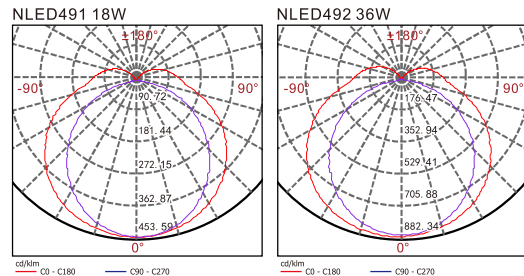 NLED491 18W
±180°
-90°
90°
90.72
181.44
272.15
362.87
453.59
0°
cd/klm
C0 - C180
C90 - C270
NLED492 36W
±180°
-90°
90°
176.47
352.94
529.41
705.88
882.34
0°
cd/klm
C0 - C180
C90 - C270